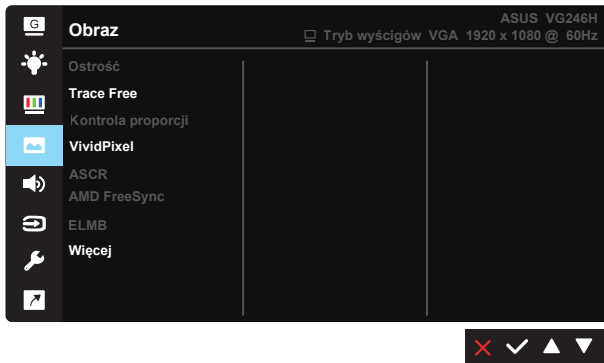 G
Obraz
ASUS VG246H
Tryb wyścigów VGA 1920 x 1080 @ 60Hz
Ostrość
Trace Free
Kontrola proporcji
VividPixel
ASCR
AMD FreeSync
ELMB
Więcej